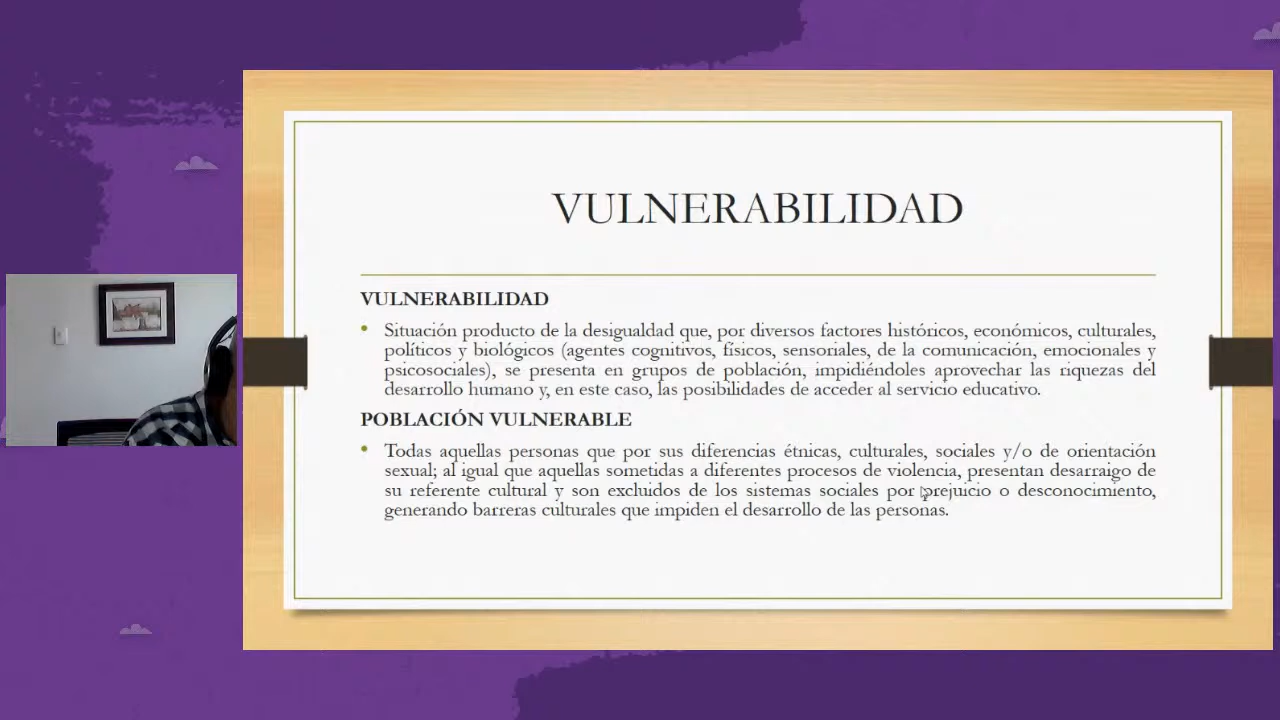 VULNERABILIDAD
VULNERABILIDAD
• Situación producto de la desigualdad que, por diversos factores históricos, económicos, culturales,
políticos y biológicos (agentes cognitivos, físicos, sensoriales, de la comunicación, emocionales y
psicosociales), se presenta en grupos de población, impidiéndoles aprovechar las riquezas del
desarrollo humano y, en este caso, las posibilidades de acceder al servicio educativo.
POBLACIÓN VULNERABLE
• Todas aquellas personas que por sus diferencias étnicas, culturales, sociales y/o de orientación
sexual; al igual que aquellas sometidas a diferentes procesos de violencia, presentan desarraigo de
su referente cultural y son excluidos de los sistemas sociales por prejuicio o desconocimiento,
generando barreras culturales que impiden el desarrollo de las personas.